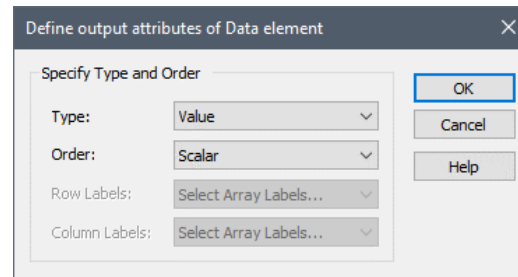 Define output attributes of Data element
Specify Type and Order
Type: Value
Order: Scalar
Row Labels: Select Array Labels...
Column Labels: Select Array Labels...
OK
Cancel
Help